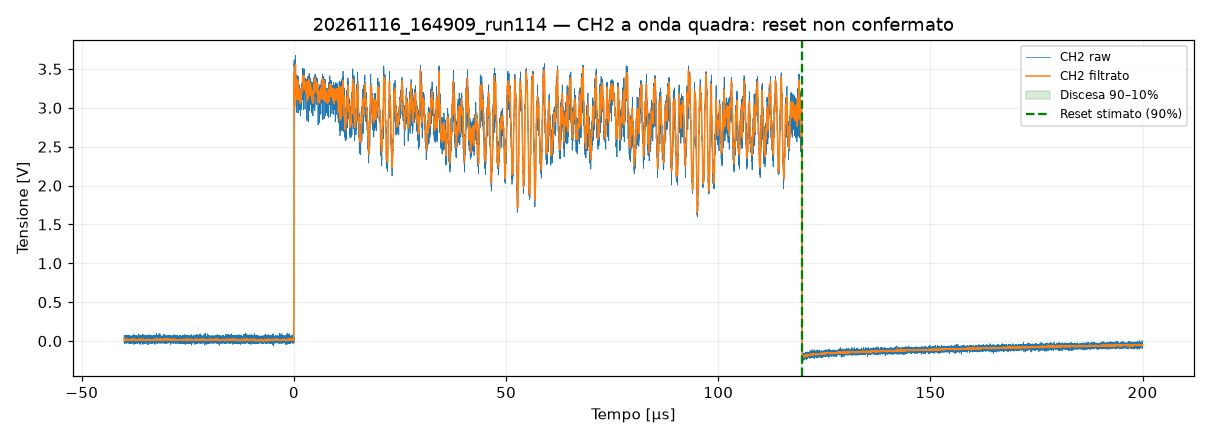 20261116_164909_run114 — CH2 a onda quadra: reset non confermato
CH2 raw
CH2 filtrato
Discesa 90–10%
Reset stimato (90%)
Tensione [V]
3.5
3.0
2.5
2.0
1.5
1.0
0.5
0.0
−50
0
50
100
150
200
Tempo [µs]